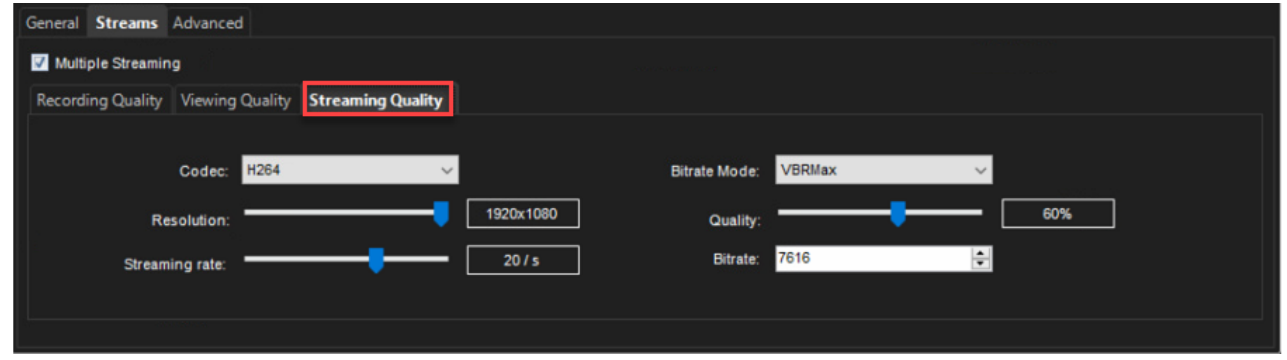 General Streams Advanced
Multiple Streaming
Recording Quality Viewing Quality Streaming Quality
Codec: H264 Bitrate Mode: VBRMax
Resolution: 1920x1080 Quality: 60%
Streaming rate: 20 / s Bitrate: 7616